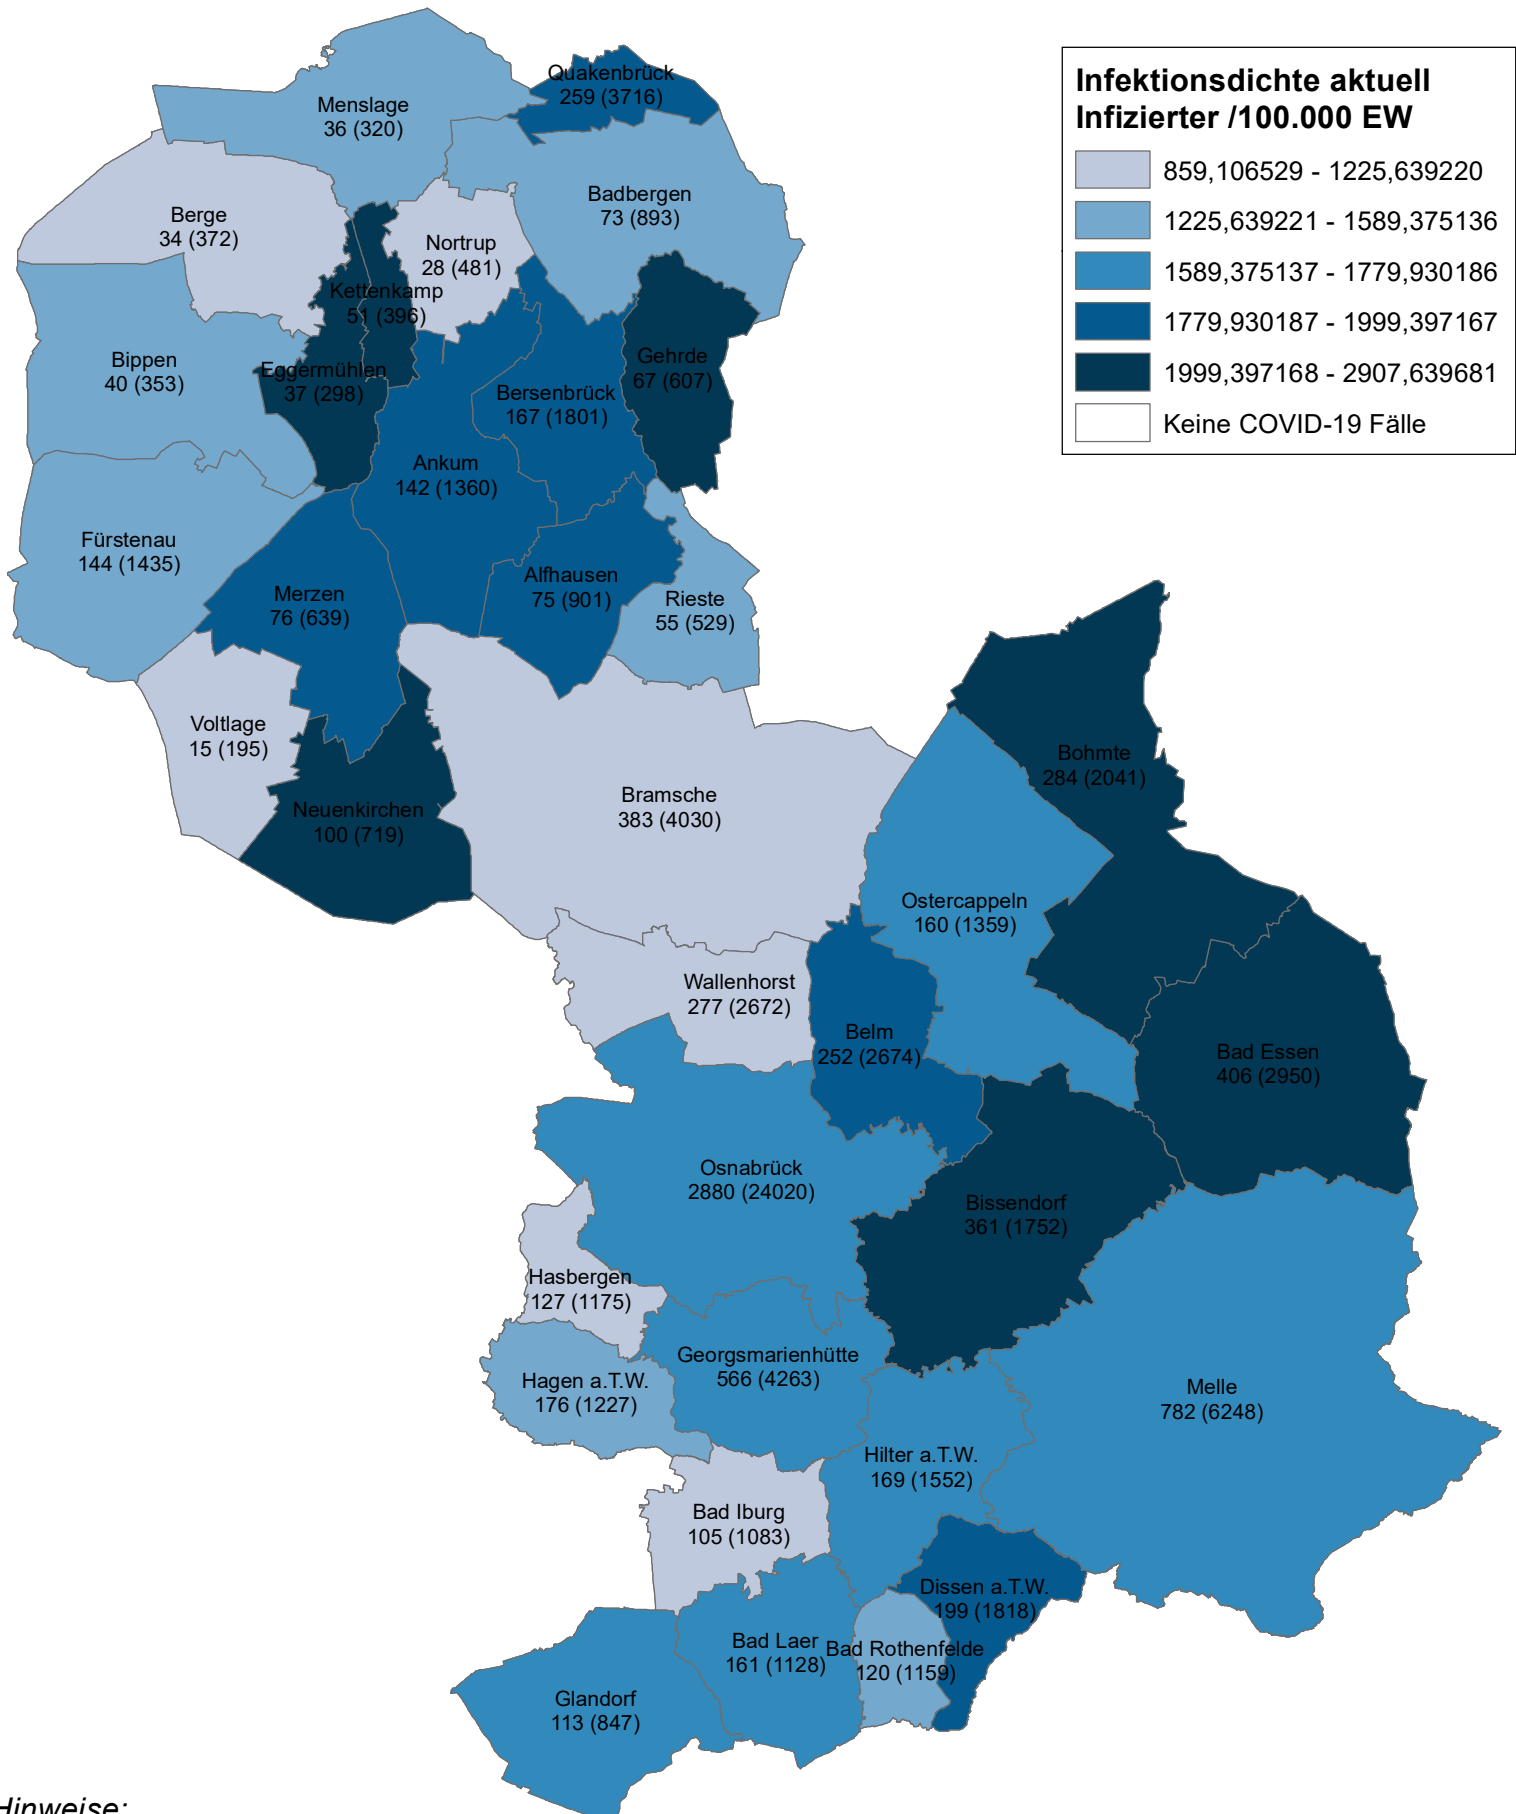 Infektionsdichte aktuell
Infizierter /100.000 EW
859,106529 - 1225,639220
1225,639221 - 1589,375136
1589,375137 - 1779,930186
1779,930187 - 1999,397167
1999,397168 - 2907,639681
Keine COVID-19 Fälle
Quakenbrück
259 (3716)
Menslage
36 (320)
Badbergen
73 (893)
Berge
34 (372)
Nortrup
28 (481)
Kettenkamp
51 (396)
Bippen
40 (353)
Eggermühlen
37 (298)
Gehrde
67 (607)
Bersenbrück
167 (1801)
Ankum
142 (1360)
Fürstenau
144 (1435)
Alfhausen
75 (901)
Merzen
76 (639)
Rieste
55 (529)
Voltlage
15 (195)
Neuenkirchen
100 (719)
Bramsche
383 (4030)
Bohmte
284 (2041)
Ostercappeln
160 (1359)
Wallenhorst
277 (2672)
Belm
252 (2674)
Bad Essen
406 (2950)
Osnabrück
2880 (24020)
Bissendorf
361 (1752)
Hasbergen
127 (1175)
Georgsmarienhütte
566 (4263)
Hagen a.T.W.
176 (1227)
Melle
782 (6248)
Hilter a.T.W.
169 (1552)
Bad Iburg
105 (1083)
Dissen a.T.W.
199 (1818)
Bad Laer
161 (1128)
Bad Rothenfelde
120 (1159)
Glandorf
113 (847)
Hinweise: